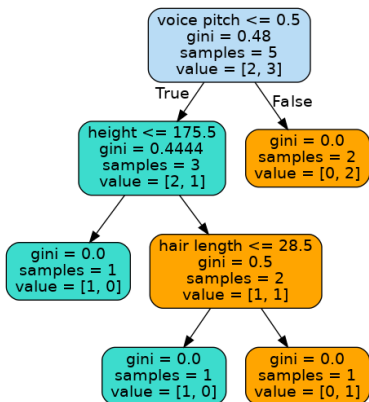 voice pitch <= 0.5
gini = 0.48
samples = 5
value = [2, 3]
True
False
height <= 175.5
gini = 0.4444
samples = 3
value = [2, 1]
gini = 0.0
samples = 2
value = [0, 2]
gini = 0.0
samples = 1
value = [1, 0]
hair length <= 28.5
gini = 0.5
samples = 2
value = [1, 1]
gini = 0.0
samples = 1
value = [1, 0]
gini = 0.0
samples = 1
value = [0, 1]